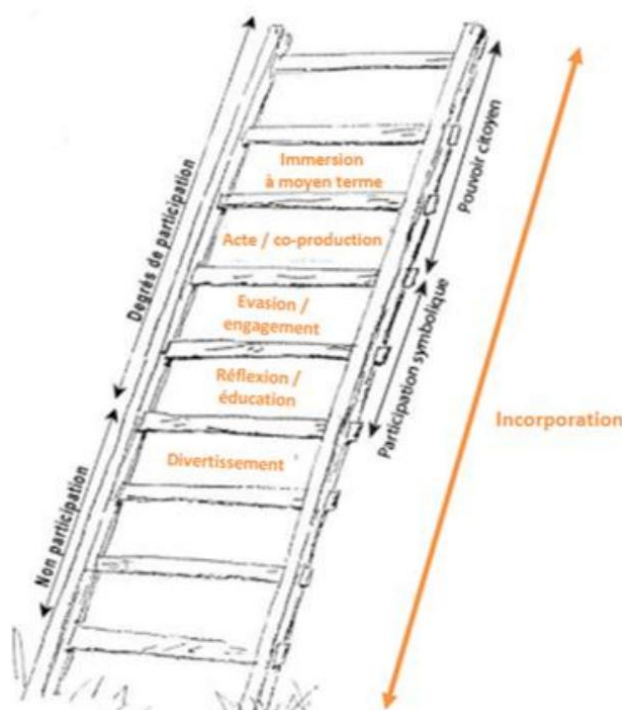 Immersion
à moyen terme
Acte / co-production
Evasion /
engagement
Réflexion /
éducation
Divertissement
Degrès de participation
Non participation
Pouvoir citoyen
Participation symbolique
Incorporation